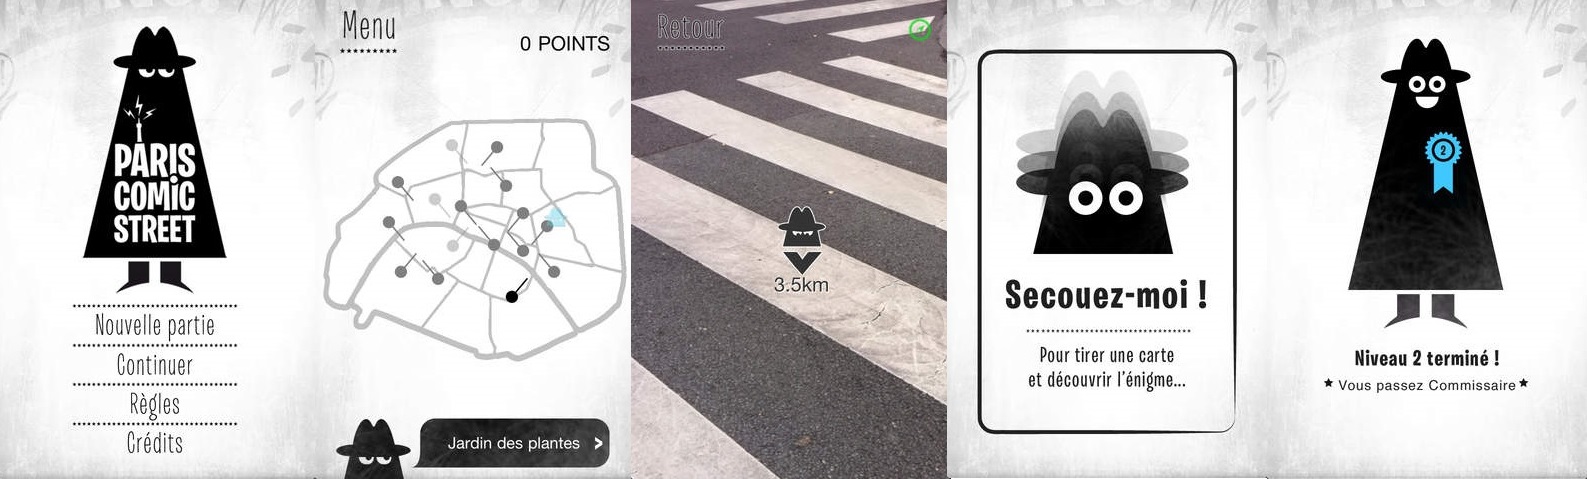 PARIS
COMiC
STREET
Nouvelle partie
Continuer
Règles
Crédits
Menu
0 POINTS
Jardin des plantes >
Retour
3.5km
Secouez-moi !
Pour tirer une carte
et découvrir l'énigme...
2
Niveau 2 terminé !
★ Vous passez Commissaire ★